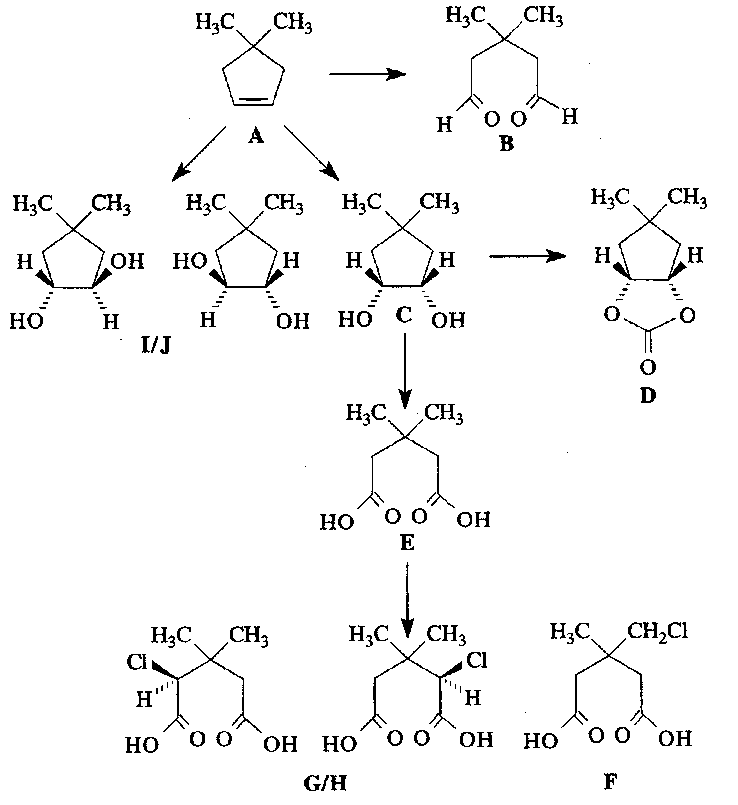 H₃C CH₃ H₃C CH₃
H O O H
A B
H₃C CH₃ H₃C CH₃ H₃C CH₃ H₃C CH₃
H OH HO H H H H H
HO H H OH HO C OH O O
I/J O
D
H₃C CH₃
HO O O OH
E
H₃C CH₃ H₃C CH₃ H₃C CH₂Cl
Cl Cl
H H
HO O O OH HO O O OH HO O O OH
G/H F